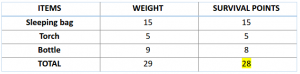 ITEMS WEIGHT SURVIVAL POINTS
Sleeping bag 15 15
Torch 5 5
Bottle 9 8
TOTAL 29 28